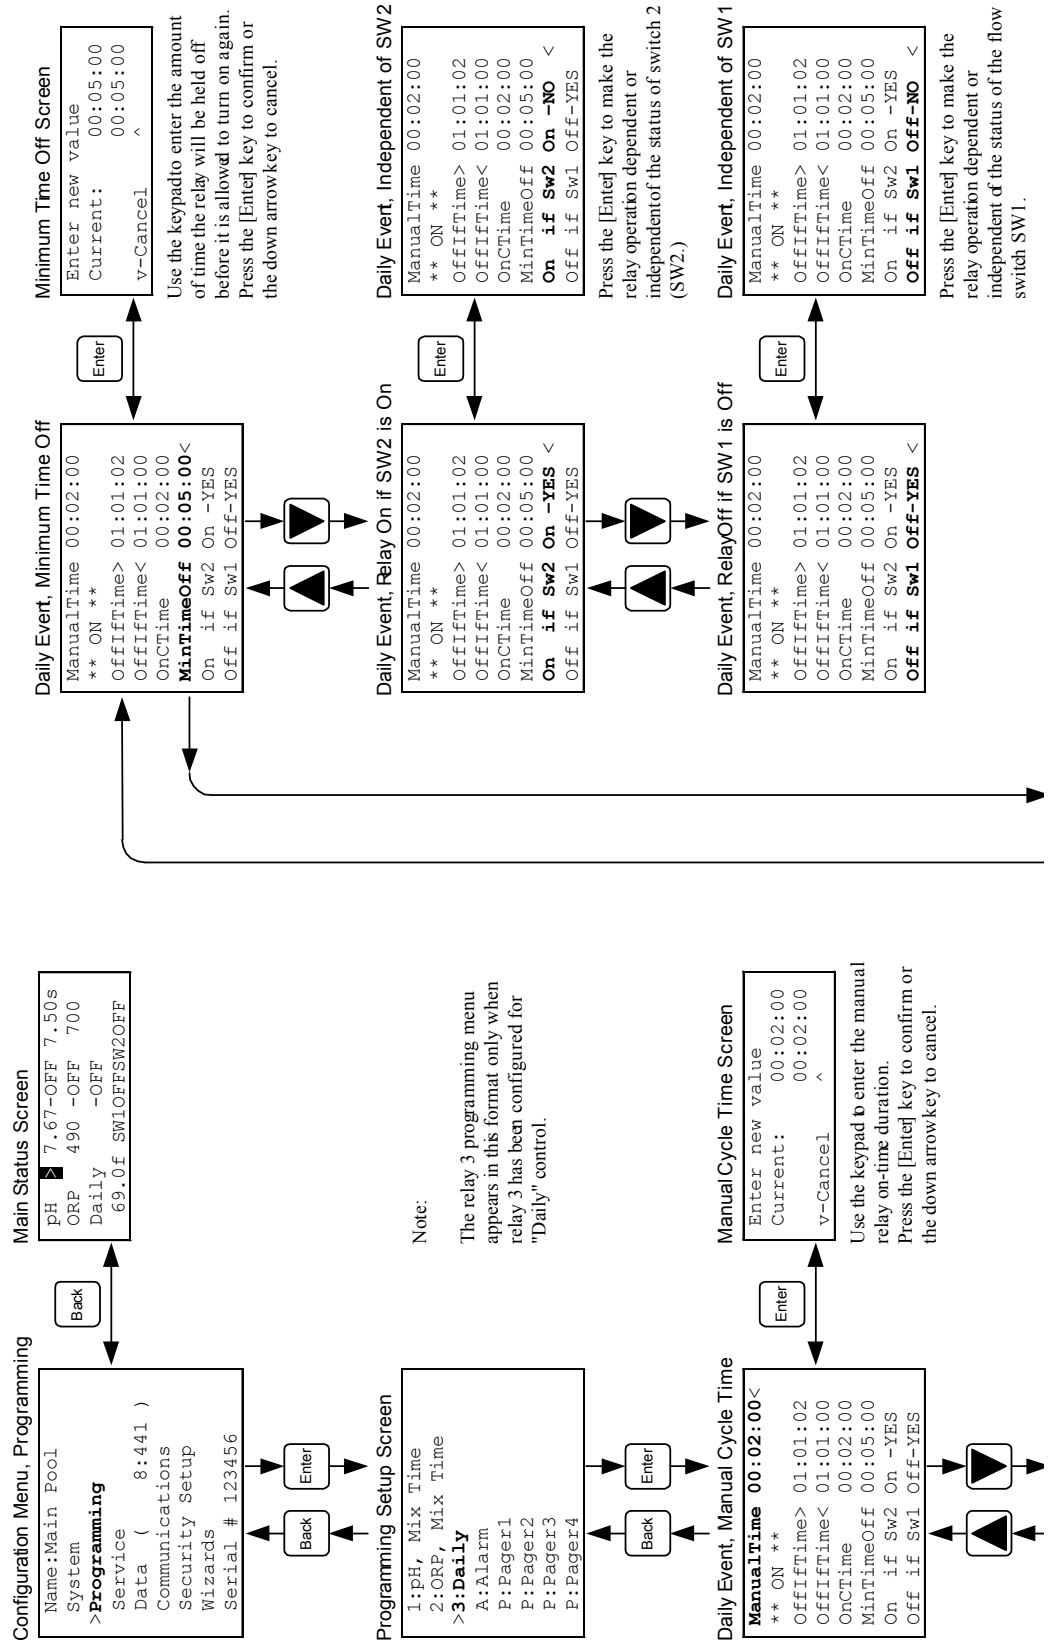 Configuration Menu, Programming
Name:Main Pool
System
>Programming
Service
Data ( 8:441 )
Communications
Security Setup
Wizards
Serial # 123456
Back
Main Status Screen
pH > 7.67-OFF 7.50s
ORP 490 -OFF 700
Daily -OFF
69.0f SW1OFFSW2OFF
Back
Enter
Programming Setup Screen
1:pH, Mix Time
2:ORP, Mix Time
>3:Daily
A:Alarm
P:Pager1
P:Pager2
P:Pager3
P:Pager4
Note:
The relay 3 programming menu
appears in this format only when
relay 3 has been configured for
"Daily" control.
Back
Enter
Daily Event, Manual Cycle Time
ManualTime 00:02:00<
** ON **
OffIfTime> 01:01:02
OffIfTime< 01:01:00
OnCTime 00:02:00
MinTimeOff 00:05:00
On if Sw2 On -YES
Off if Sw1 Off-YES
Enter
Manual Cycle Time Screen
Enter new value
Current: 00:02:00
00:02:00
v-Cancel ^
Use the keypad to enter the manual
relay on-time duration.
Press the [Enter] key to confirm or
the down arrow key to cancel.
Daily Event, Minimum Time Off
ManualTime 00:02:00
** ON **
OffIfTime> 01:01:02
OffIfTime< 01:01:00
OnCTime 00:02:00
MinTimeOff 00:05:00<
On if Sw2 On -YES
Off if Sw1 Off-YES
Enter
Minimum Time Off Screen
Enter new value
Current: 00:05:00
00:05:00
v-Cancel ^
Use the keypad to enter the amount
of time the relay will be held off
before it is allowed to turn on again.
Press the [Enter] key to confirm or
the down arrow key to cancel.
Daily Event, Relay On if SW2 is On
ManualTime 00:02:00
** ON **
OffIfTime> 01:01:02
OffIfTime< 01:01:00
OnCTime 00:02:00
MinTimeOff 00:05:00
On if Sw2 On -YES <
Off if Sw1 Off-YES
Enter
Daily Event, Independent of SW2
ManualTime 00:02:00
** ON **
OffIfTime> 01:01:02
OffIfTime< 01:01:00
OnCTime 00:02:00
MinTimeOff 00:05:00
On if Sw2 On -NO <
Off if Sw1 Off-YES
Press the [Enter] key to make the
relay operation dependent or
independent of the status of switch 2
(SW2.)
Daily Event, Relay Off if SW1 is Off
ManualTime 00:02:00
** ON **
OffIfTime> 01:01:02
OffIfTime< 01:01:00
OnCTime 00:02:00
MinTimeOff 00:05:00
On if Sw2 On -YES
Off if Sw1 Off-YES <
Enter
Daily Event, Independent of SW1
ManualTime 00:02:00
** ON **
OffIfTime> 01:01:02
OffIfTime< 01:01:00
OnCTime 00:02:00
MinTimeOff 00:05:00
On if Sw2 On -YES
Off if Sw1 Off-NO <
Press the [Enter] key to make the
relay operation dependent or
independent of the status of the flow
switch SW1.